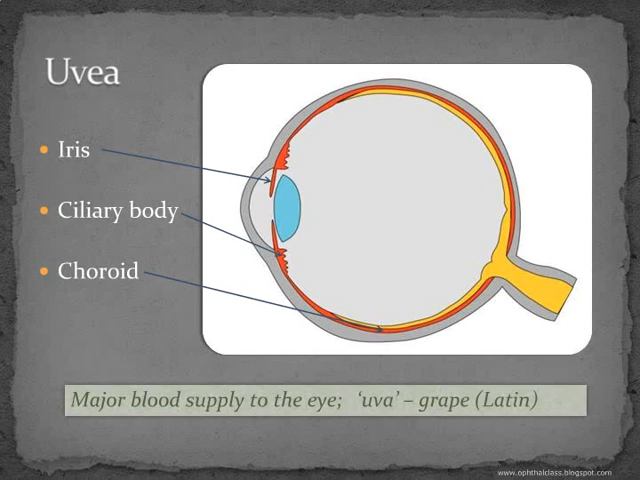 Uvea
Iris
Ciliary body
Choroid
Major blood supply to the eye; ‘uva’ – grape (Latin)
www.ophthalclass.blogspot.com